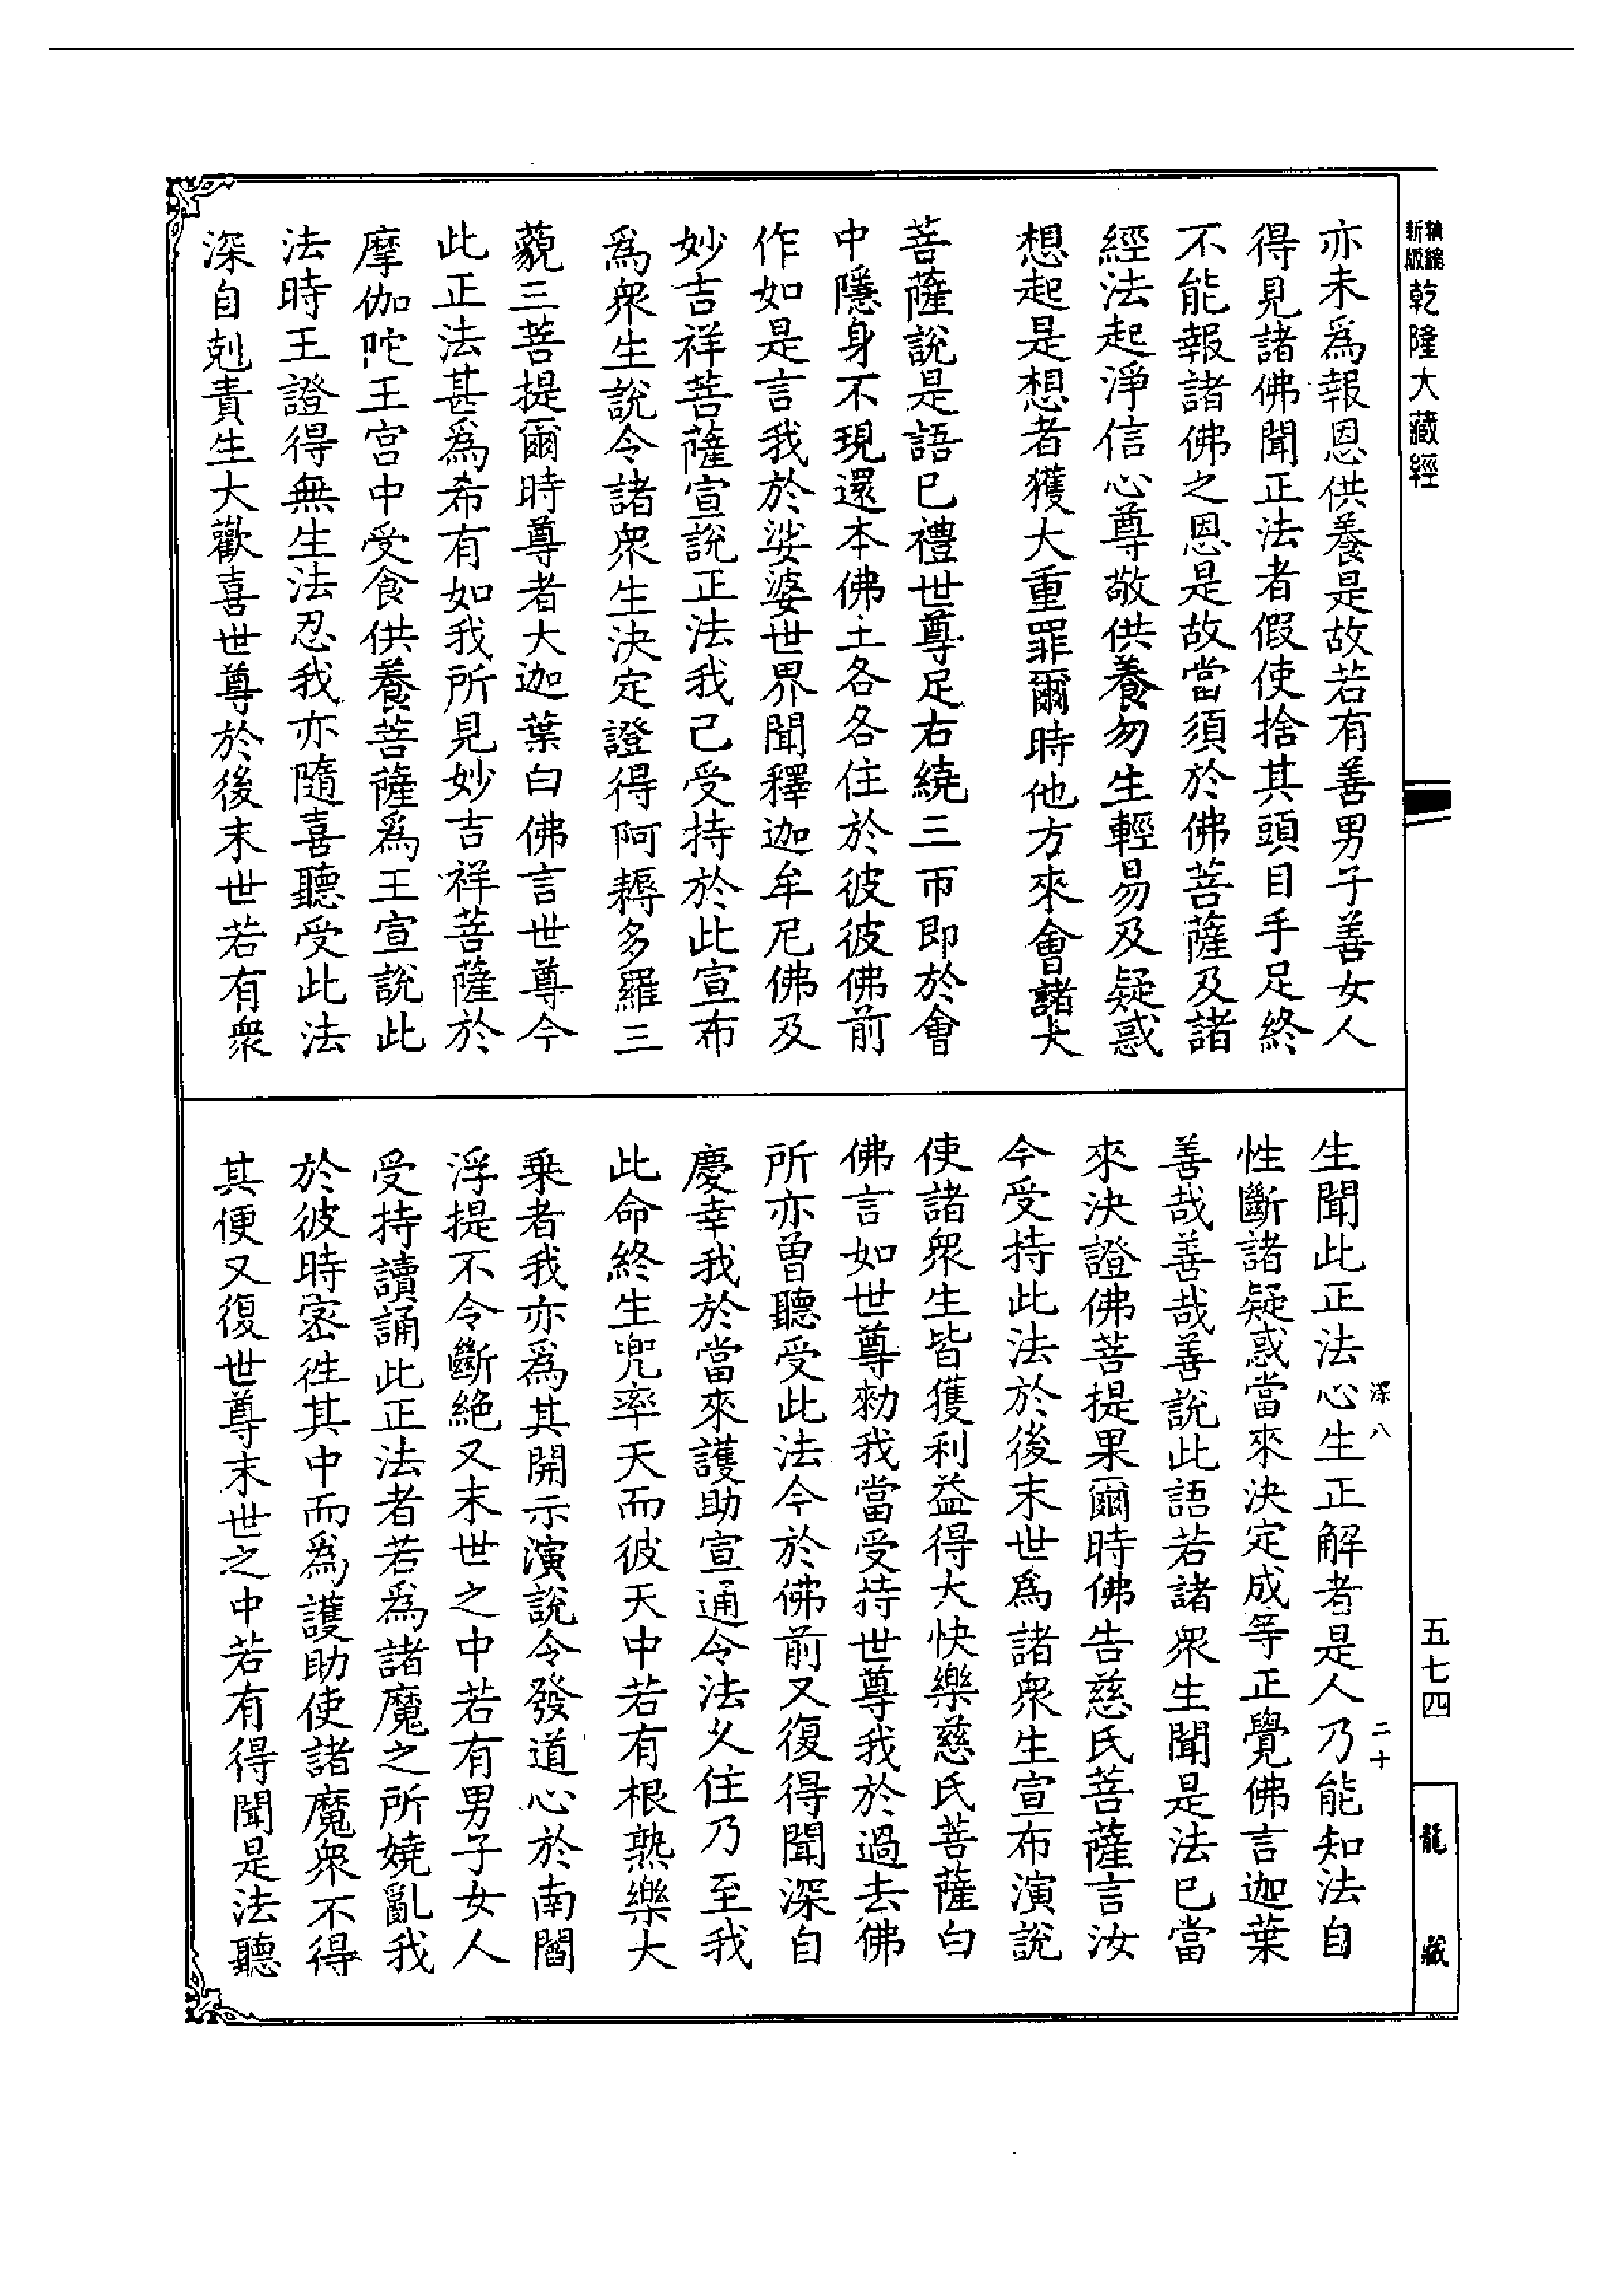 新版
精縮
乾隆大藏經
亦未為報恩供養是故若有善男子善女人
得見諸佛聞正法者假使捨其頭目手足終
不能報諸佛之恩是故當須於佛菩薩及諸
經法起淨信心尊敬供養勿生輕易及疑惑
想起是想者獲大重罪爾時他方來會諸大
菩薩說是語已禮世尊足右繞三帀即於會
中隱身不現還本佛土各各住於彼彼佛前
作如是言我於娑婆世界聞釋迦牟尼佛及
妙吉祥菩薩宣說正法我已受持於此宣布
為眾生說令諸眾生決定證得阿耨多羅三
藐三菩提爾時尊者大迦葉白佛言世尊今
此正法甚為希有如我所見妙吉祥菩薩於
摩伽陀王宮中受食供養菩薩為王宣說此
法時王證得無生法忍我亦隨喜聽受此法
深自剋責生大歡喜世尊於後末世若有眾
生聞此正法心生正解者是人乃能知法自
性斷諸疑惑當來決定成等正覺佛言迦葉
善哉善哉善說此語若諸眾生聞是法已當
來決證佛菩提果爾時佛告慈氏菩薩言汝
今受持此法於後末世為諸眾生宣布演說
使諸眾生皆獲利益得大快樂慈氏菩薩白
佛言如世尊勑我當受持世尊我於過去佛
所亦曾聽受此法今於佛前又復得聞深自
慶幸我於當來護助宣通令法久住乃至我
此命終生兜率天而彼天中若有根熟樂大
乘者我亦為其開示演說令發道心於南閻
浮提不令斷絕又末世之中若有男子女人
受持讀誦此正法者若為諸魔之所嬈亂我
於彼時密往其中而為護助使諸魔眾不得
其便又復世尊末世之中若有得聞是法聽
深八
二十
五七四
龍藏